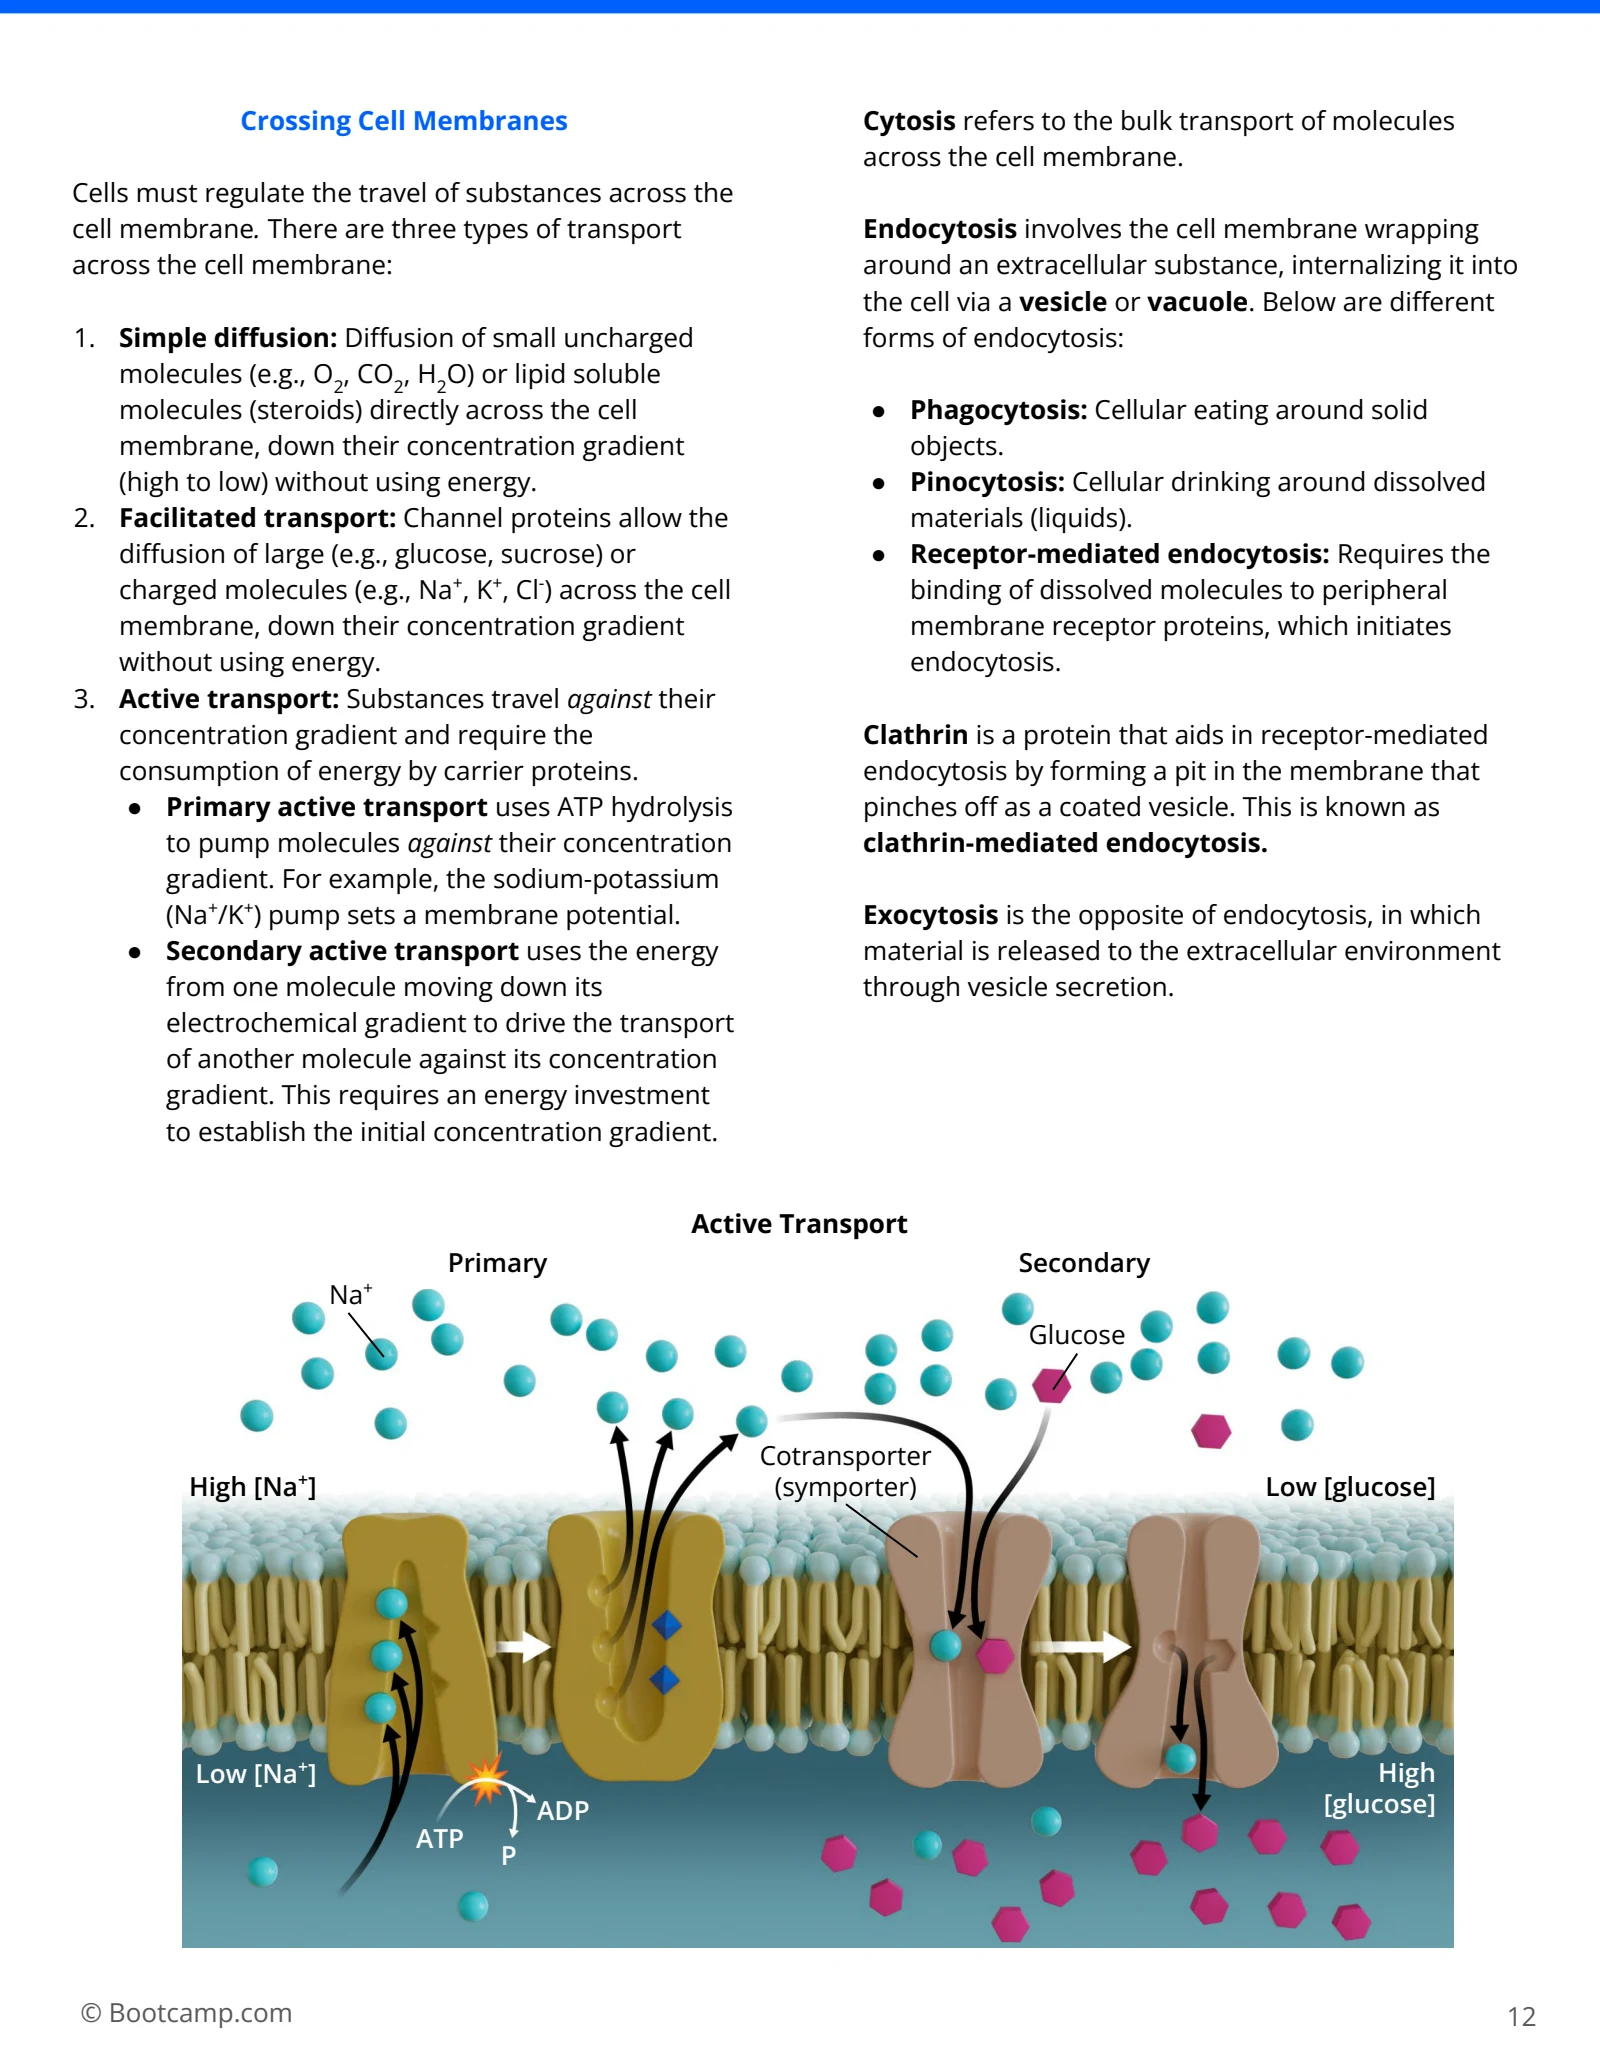 Crossing Cell Membranes
Cells must regulate the travel of substances across the
cell membrane. There are three types of transport
across the cell membrane:
1. Simple diffusion: Diffusion of small uncharged
molecules (e.g., O₂, CO₂, H₂O) or lipid soluble
molecules (steroids) directly across the cell
membrane, down their concentration gradient
(high to low) without using energy.
2. Facilitated transport: Channel proteins allow the
diffusion of large (e.g., glucose, sucrose) or
charged molecules (e.g., Na⁺, K⁺, Cl⁻) across the cell
membrane, down their concentration gradient
without using energy.
3. Active transport: Substances travel against their
concentration gradient and require the
consumption of energy by carrier proteins.
● Primary active transport uses ATP hydrolysis
to pump molecules against their concentration
gradient. For example, the sodium-potassium
(Na⁺/K⁺) pump sets a membrane potential.
● Secondary active transport uses the energy
from one molecule moving down its
electrochemical gradient to drive the transport
of another molecule against its concentration
gradient. This requires an energy investment
to establish the initial concentration gradient.
Cytosis refers to the bulk transport of molecules
across the cell membrane.
Endocytosis involves the cell membrane wrapping
around an extracellular substance, internalizing it into
the cell via a vesicle or vacuole. Below are different
forms of endocytosis:
● Phagocytosis: Cellular eating around solid
objects.
● Pinocytosis: Cellular drinking around dissolved
materials (liquids).
● Receptor-mediated endocytosis: Requires the
binding of dissolved molecules to peripheral
membrane receptor proteins, which initiates
endocytosis.
Clathrin is a protein that aids in receptor-mediated
endocytosis by forming a pit in the membrane that
pinches off as a coated vesicle. This is known as
clathrin-mediated endocytosis.
Exocytosis is the opposite of endocytosis, in which
material is released to the extracellular environment
through vesicle secretion.
Active Transport
Primary
Secondary
Na⁺
Glucose
Cotransporter
(symporter)
High [Na⁺]
Low [glucose]
Low [Na⁺]
High
[glucose]
ADP
ATP
P
© Bootcamp.com
12